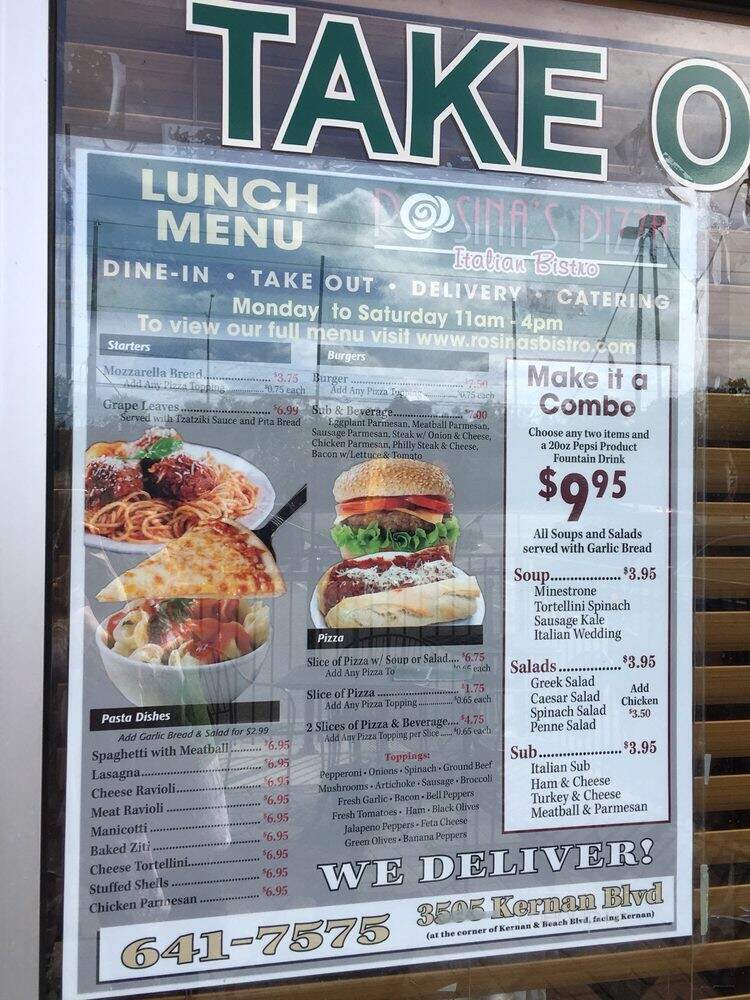 TAKE O
LUNCH
MENU
ROSINA'S PIZZA
Italian Bistro
DINE-IN • TAKE OUT • DELIVERY • CATERING
Monday to Saturday 11am - 4pm
To view our full menu visit www.rosinasbistro.com
Starters
Mozzarella Bread $3.75
Add Any Pizza Topping $0.75 each
Grape Leaves $6.99
Served with Tzatziki Sauce and Pita Bread
Burgers
Burger $7.50
Add Any Pizza Top $0.75 each
Sub & Beverage $7.00
Eggplant Parmesan, Meatball Parmesan,
Sausage Parmesan, Steak w/ Onion & Cheese,
Chicken Parmesan, Philly Steak & Cheese,
Bacon w/Lettuce & Tomato
Make it a
Combo
Choose any two items and
a 20oz Pepsi Product
Fountain Drink
$9.95
All Soups and Salads
served with Garlic Bread
Soup $3.95
Minestrone
Tortellini Spinach
Sausage Kale
Italian Wedding
Salads $3.95
Greek Salad
Caesar Salad
Spinach Salad
Penne Salad
Add
Chicken
$3.50
Sub $3.95
Italian Sub
Ham & Cheese
Turkey & Cheese
Meatball & Parmesan
Pizza
Slice of Pizza w/ Soup or Salad.... $6.75
Add Any Pizza To each
Slice of Pizza $1.75
Add Any Pizza Topping $0.65 each
2 Slices of Pizza & Beverage.... $4.75
Add Any Pizza Topping per Slice $0.65 each
Toppings:
Pepperoni • Onions • Spinach • Ground Beef
Mushrooms • Artichoke • Sausage • Broccoli
Fresh Garlic • Bacon • Bell Peppers
Fresh Tomatoes • Ham • Black Olives
Jalapeno Peppers • Feta Cheese
Green Olives • Banana Peppers
Pasta Dishes
Add Garlic Bread & Salad for $2.99
Spaghetti with Meatball $6.95
Lasagna $6.95
Cheese Ravioli $6.95
Meat Ravioli $6.95
Manicotti $6.95
Baked Ziti $6.95
Cheese Tortellini $6.95
Stuffed Shells $6.95
Chicken Parmesan $6.95
WE DELIVER!
641-7575
3505 Kernan Blvd
(at the corner of Kernan & Beach Blvd, facing Kernan)